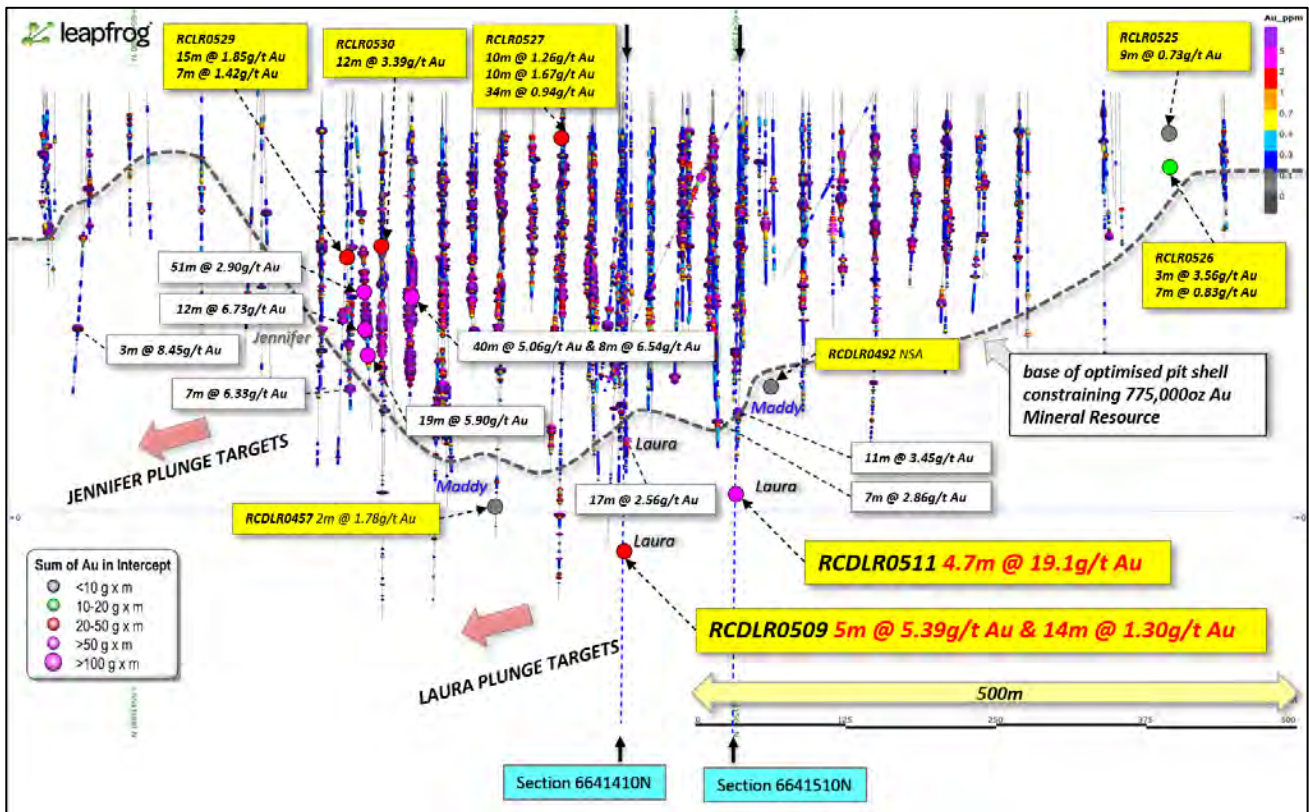 leapfrog
RCLR0529
15m @ 1.85g/t Au
7m @ 1.42g/t Au
RCLR0530
12m @ 3.39g/t Au
RCLR0527
10m @ 1.26g/t Au
10m @ 1.67g/t Au
34m @ 0.94g/t Au
RCLR0525
9m @ 0.73g/t Au
Au_ppm
5
2
1
0.7
0.3
0.1
0
51m @ 2.90g/t Au
12m @ 6.73g/t Au
Jennifer
3m @ 8.45g/t Au
7m @ 6.33g/t Au
40m @ 5.06g/t Au & 8m @ 6.54g/t Au
19m @ 5.90g/t Au
RCLR0526
3m @ 3.56g/t Au
7m @ 0.83g/t Au
RCDLR0492 NSA
Maddy
base of optimised pit shell
constraining 775,000oz Au
Mineral Resource
JENNIFER PLUNGE TARGETS
Maddy
Laura
11m @ 3.45g/t Au
17m @ 2.56g/t Au
7m @ 2.86g/t Au
Laura
RCDLR0457 2m @ 1.78g/t Au
+0
+0
Laura
RCDLR0511 4.7m @ 19.1g/t Au
RCDLR0509 5m @ 5.39g/t Au & 14m @ 1.30g/t Au
Sum of Au in Intercept
<10 g x m
10-20 g x m
20-50 g x m
>50 g x m
>100 g x m
LAURA PLUNGE TARGETS
500m
0
125
250
375
500
Section 6641410N
Section 6641510N